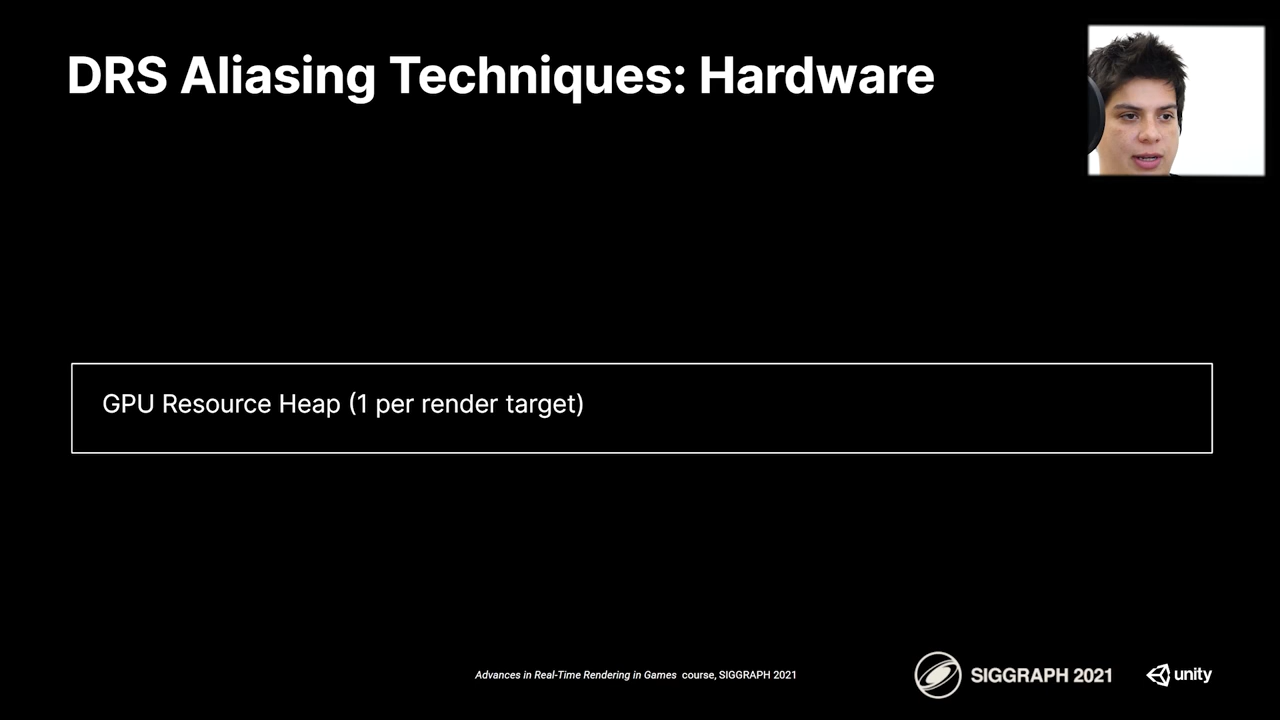 DRS Aliasing Techniques: Hardware
GPU Resource Heap (1 per render target)
Advances in Real-Time Rendering in Games course, SIGGRAPH 2021
SIGGRAPH 2021
unity